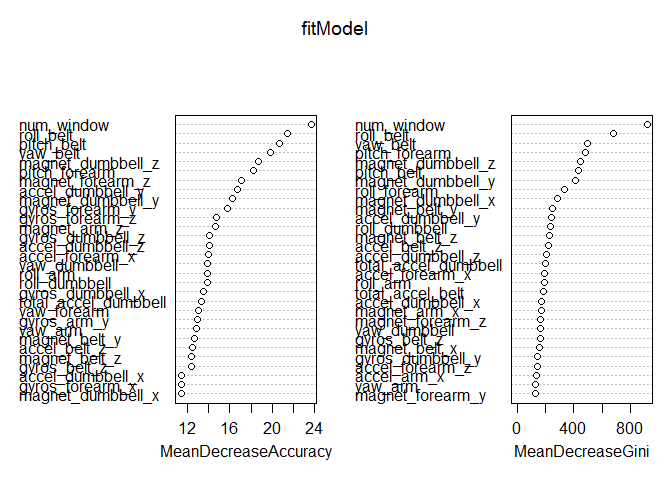 fitModel
num_window
roll_belt
pitch_belt
yaw_belt
magnet_dumbbell_z
pitch_forearm
magnet_forearm_z
accel_dumbbell_y
magnet_dumbbell_y
gyros_forearm_y
gyros_forearm_z
magnet_arm_z
gyros_dumbbell_z
accel_dumbbell_z
accel_forearm_x
yaw_dumbbell
roll_arm
roll_dumbbell
gyros_dumbbell_x
total_accel_dumbbell
yaw_forearm
gyros_arm_y
yaw_arm
magnet_belt_y
accel_belt_z
magnet_belt_z
gyros_belt_z
accel_dumbbell_x
gyros_forearm_x
magnet_dumbbell_x
12 16 20 24
MeanDecreaseAccuracy
num_window
roll_belt
yaw_belt
pitch_forearm
magnet_dumbbell_z
pitch_belt
magnet_dumbbell_y
roll_forearm
magnet_dumbbell_x
magnet_belt_y
accel_dumbbell_y
roll_dumbbell
magnet_belt_z
accel_belt_z
accel_dumbbell_z
total_accel_dumbbell
accel_forearm_x
roll_arm
total_accel_belt
accel_dumbbell_x
magnet_arm_x
magnet_forearm_z
yaw_dumbbell
gyros_belt_z
magnet_belt_x
gyros_dumbbell_y
accel_forearm_z
accel_arm_x
yaw_arm
magnet_forearm_y
0 400 800
MeanDecreaseGini